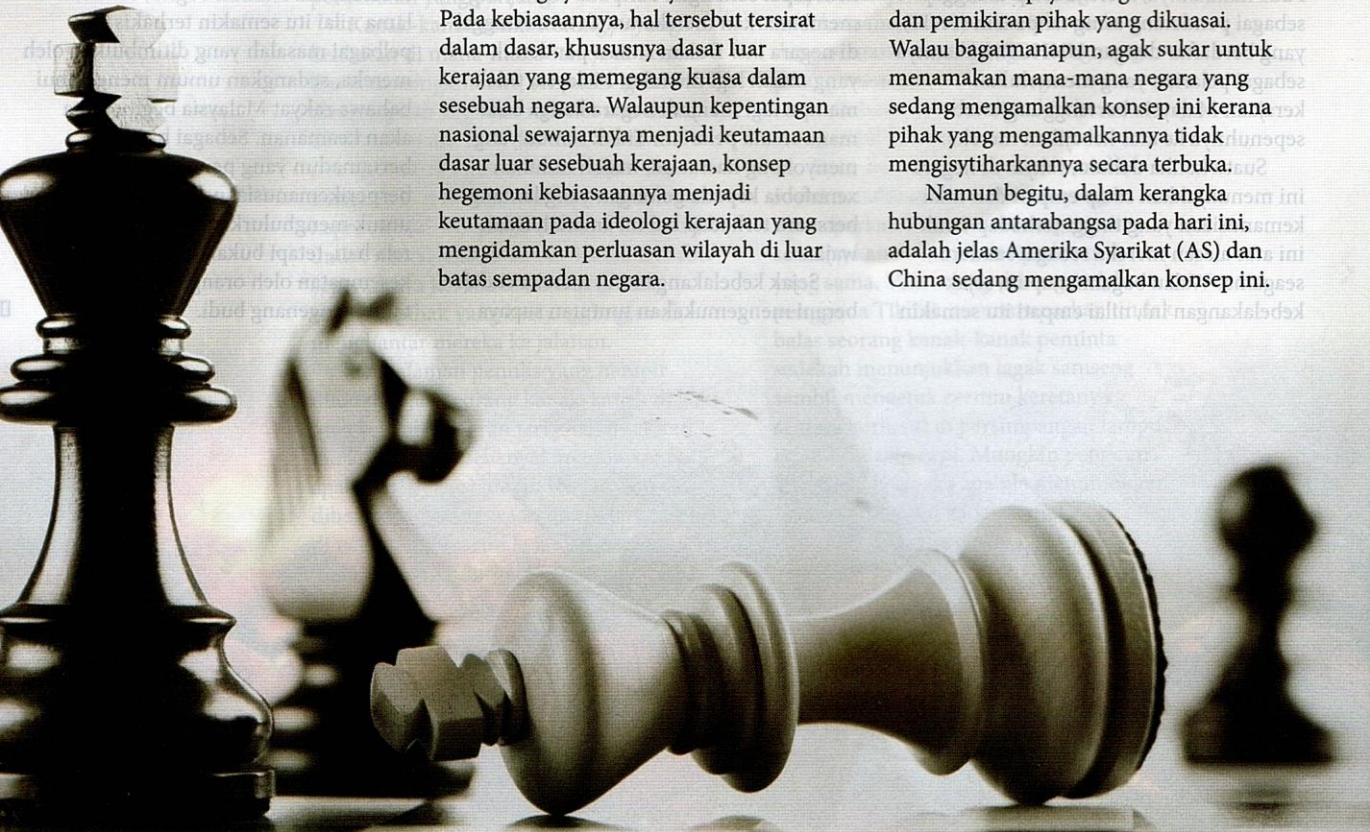 Pada kebiasaannya, hal tersebut tersirat
dalam dasar, khususnya dasar luar
kerajaan yang memegang kuasa dalam
sesebuah negara. Walaupun kepentingan
nasional sewajarnya menjadi keutamaan
dasar luar sesebuah kerajaan, konsep
hegemoni kebiasaannya menjadi
keutamaan pada ideologi kerajaan yang
mengidamkan perluasan wilayah di luar
batas sempadan negara.
dan pemikiran pihak yang dikuasai.
Walau bagaimanapun, agak sukar untuk
menamakan mana-mana negara yang
sedang mengamalkan konsep ini kerana
pihak yang mengamalkannya tidak
mengisytiharkannya secara terbuka.
Namun begitu, dalam kerangka
hubungan antarabangsa pada hari ini,
adalah jelas Amerika Syarikat (AS) dan
China sedang mengamalkan konsep ini.